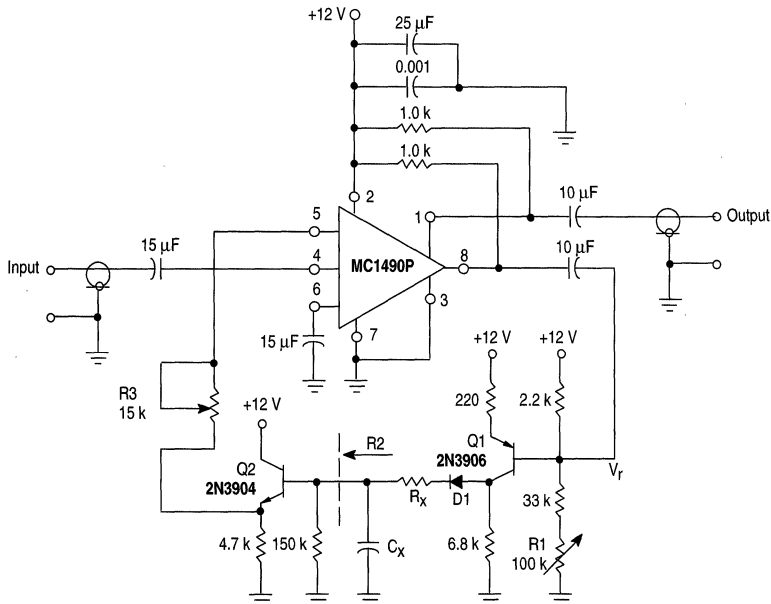 +12 V
25 µF
0.001
1.0 k
1.0 k
2
5
1
10 µF
Output
15 µF
4
MC1490P
8
10 µF
Input
6
3
15 µF
7
+12 V
+12 V
R3
15 k
+12 V
220
2.2 k
R2
Q1
2N3906
Q2
2N3904
Rx
D1
Vr
33 k
4.7 k
150 k
Cx
6.8 k
R1
100 k